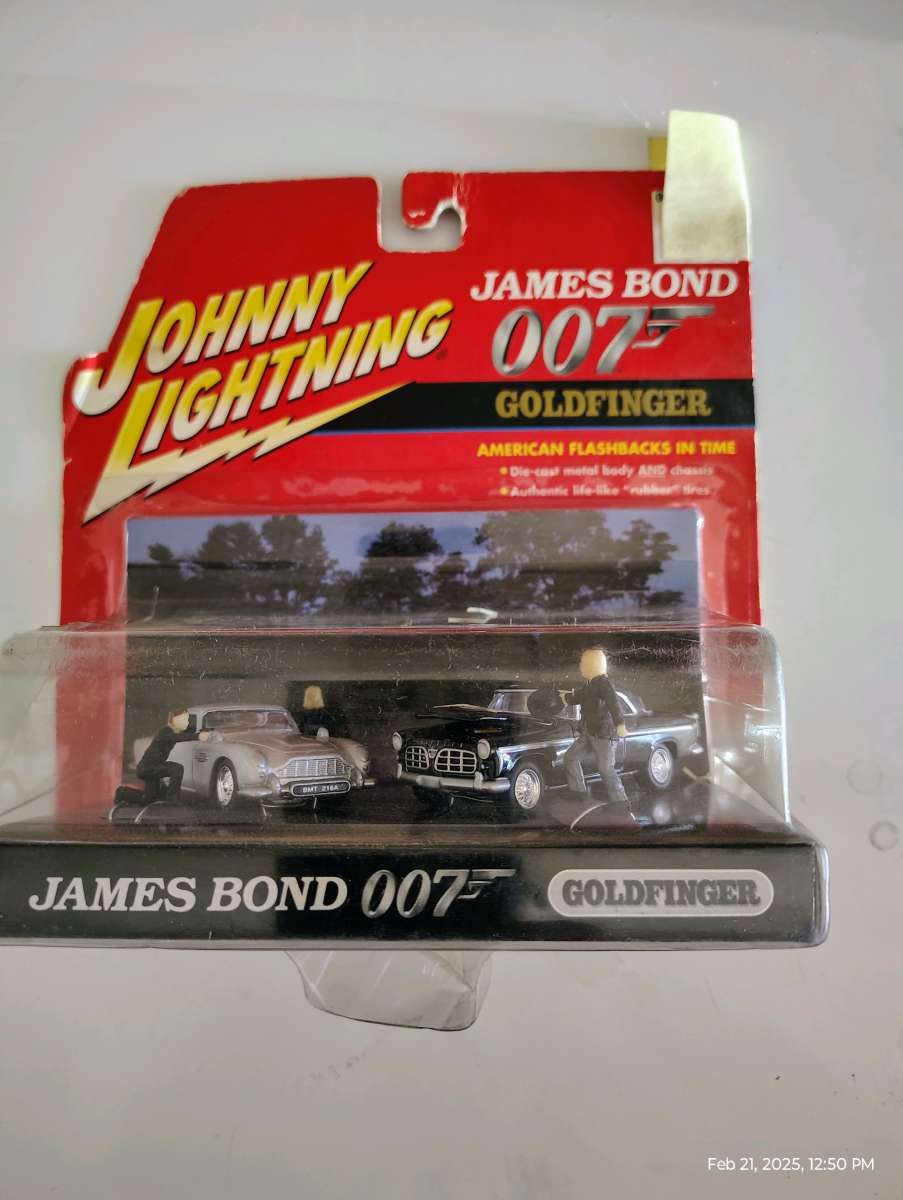 JOHNNY
LIGHTNING
JAMES BOND
007
GOLDFINGER
AMERICAN FLASHBACKS IN TIME
• Die-cast metal body AND chassis
• Authentic life-like "rubber" tires
BMT 216A
JAMES BOND 007 GOLDFINGER
Feb 21, 2025, 12:50 PM